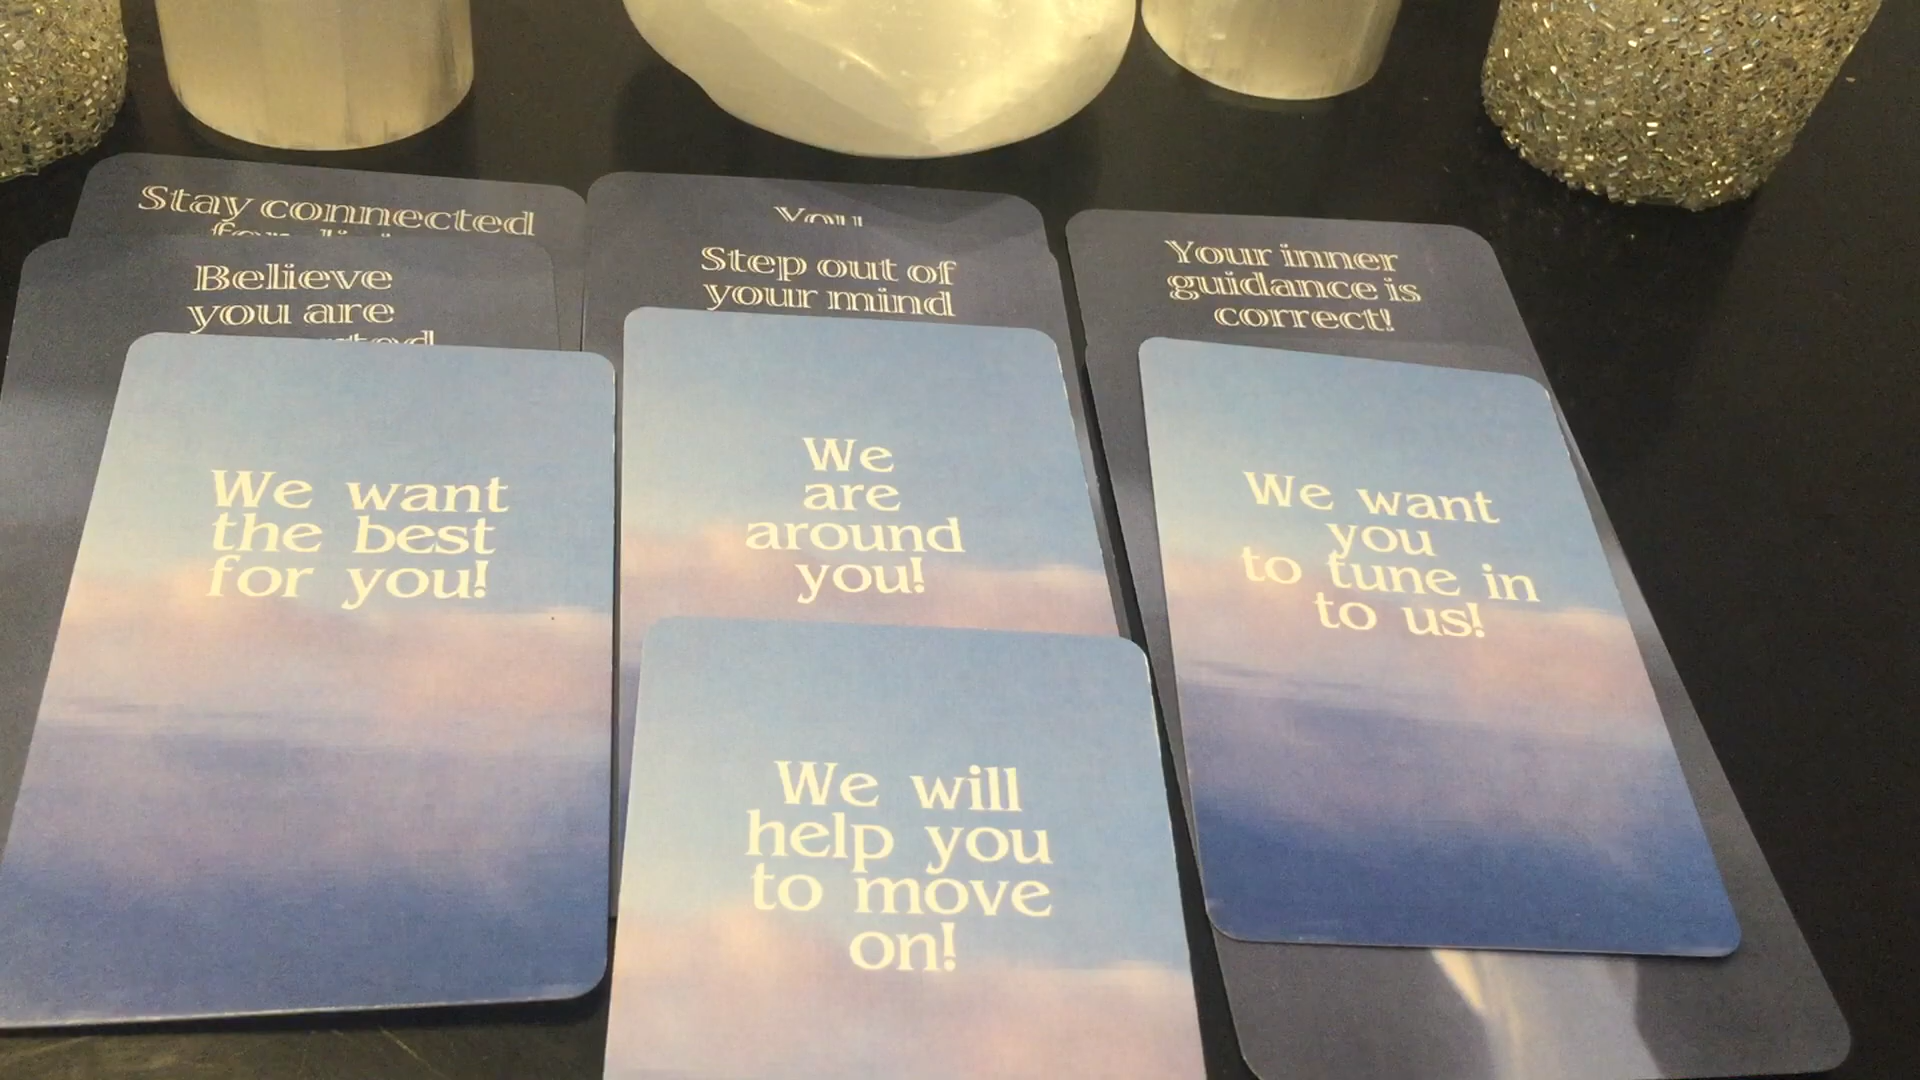 Stay connected
Believe
you are
You
Step out of
your mind
Your inner
guidance is
correct!
We want
the best
for you!
We
are
around
you!
We want
you
to tune in
to us!
We will
help you
to move
on!